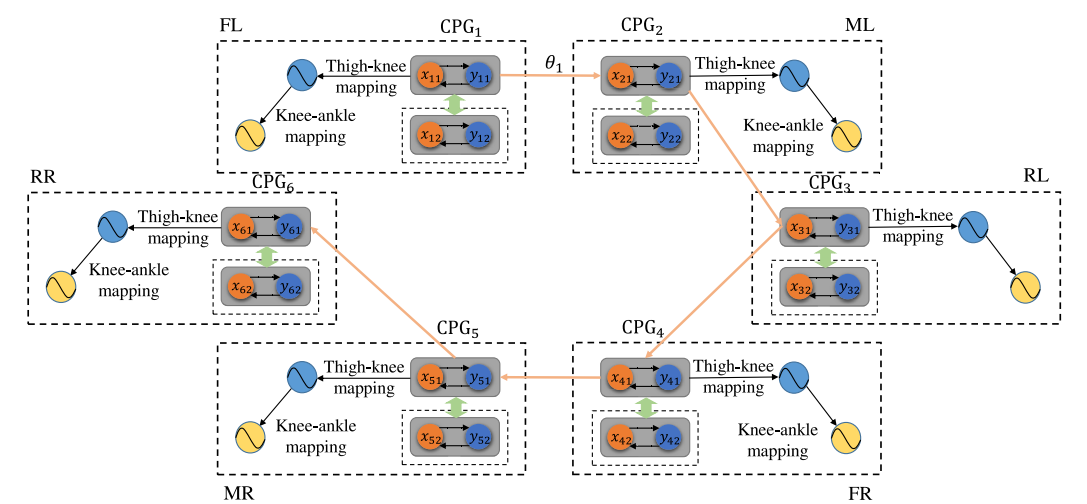 FL
CPG₁
CPG₂
ML
Thigh-knee
mapping
x₁₁
y₁₁
θ₁
x₂₁
y₂₁
Thigh-knee
mapping
Knee-ankle
mapping
x₁₂
y₁₂
x₂₂
y₂₂
Knee-ankle
mapping
RR
CPG₆
CPG₃
RL
Thigh-knee
mapping
x₆₁
y₆₁
x₃₁
y₃₁
Thigh-knee
mapping
Knee-ankle
mapping
x₆₂
y₆₂
x₃₂
y₃₂
CPG₅
CPG₄
Thigh-knee
mapping
x₅₁
y₅₁
x₄₁
y₄₁
Thigh-knee
mapping
Knee-ankle
mapping
x₅₂
y₅₂
x₄₂
y₄₂
Knee-ankle
mapping
MR
FR